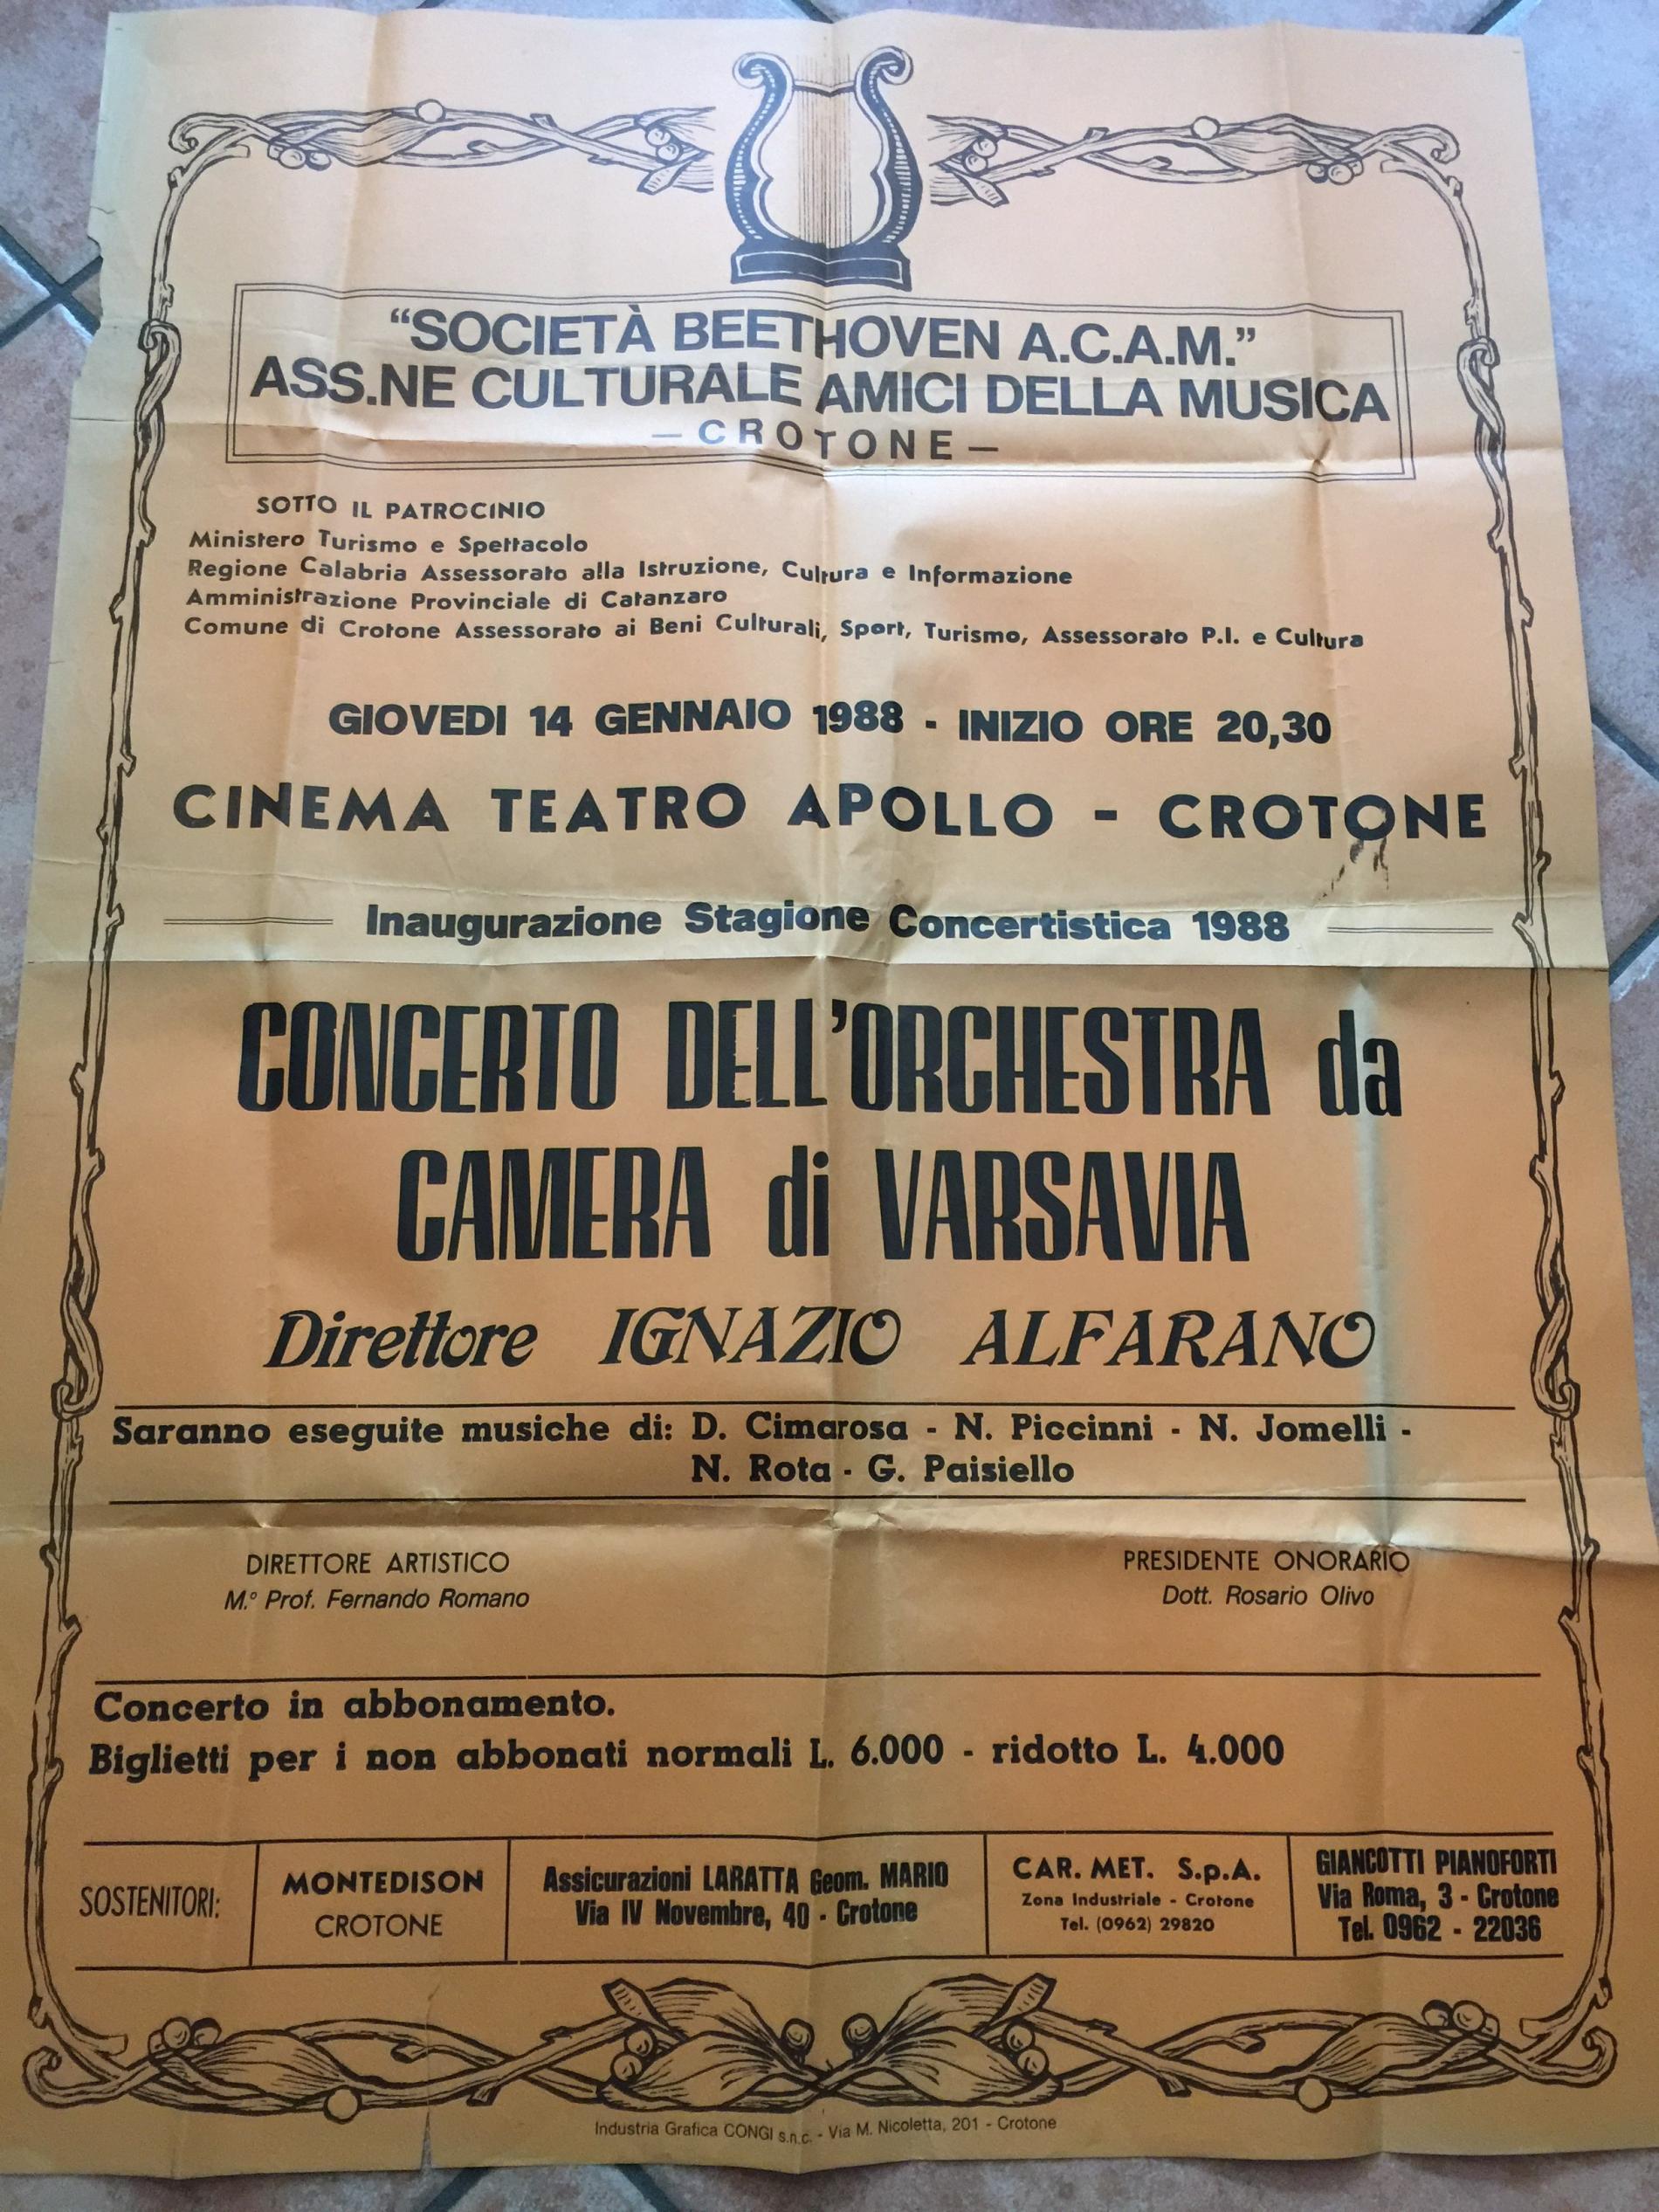 “SOCIETÀ BEETHOVEN A.C.A.M.”
ASS.NE CULTURALE AMICI DELLA MUSICA
— CROTONE —
SOTTO IL PATROCINIO
Ministero Turismo e Spettacolo
Regione Calabria Assessorato alla Istruzione, Cultura e Informazione
Amministrazione Provinciale di Catanzaro
Comune di Crotone Assessorato ai Beni Culturali, Sport, Turismo, Assessorato P.I. e Cultura
GIOVEDI 14 GENNAIO 1988 - INIZIO ORE 20,30
CINEMA TEATRO APOLLO - CROTONE
Inaugurazione Stagione Concertistica 1988
CONCERTO DELL’ORCHESTRA da
CAMERA di VARSAVIA
Direttore IGNAZIO ALFARANO
Saranno eseguite musiche di: D. Cimarosa - N. Piccinni - N. Jomelli -
N. Rota - G. Paisiello
DIRETTORE ARTISTICO
M.° Prof. Fernando Romano
PRESIDENTE ONORARIO
Dott. Rosario Olivo
Concerto in abbonamento.
Biglietti per i non abbonati normali L. 6.000 - ridotto L. 4.000
SOSTENITORI:
MONTEDISON
CROTONE
Assicurazioni LARATTA Geom. MARIO
Via IV Novembre, 40 - Crotone
CAR. MET. S.p.A.
Zona Industriale - Crotone
Tel. (0962) 29820
GIANCOTTI PIANOFORTI
Via Roma, 3 - Crotone
Tel. 0962 - 22036
Industria Grafica CONGI s.n.c. - Via M. Nicoletta, 201 - Crotone